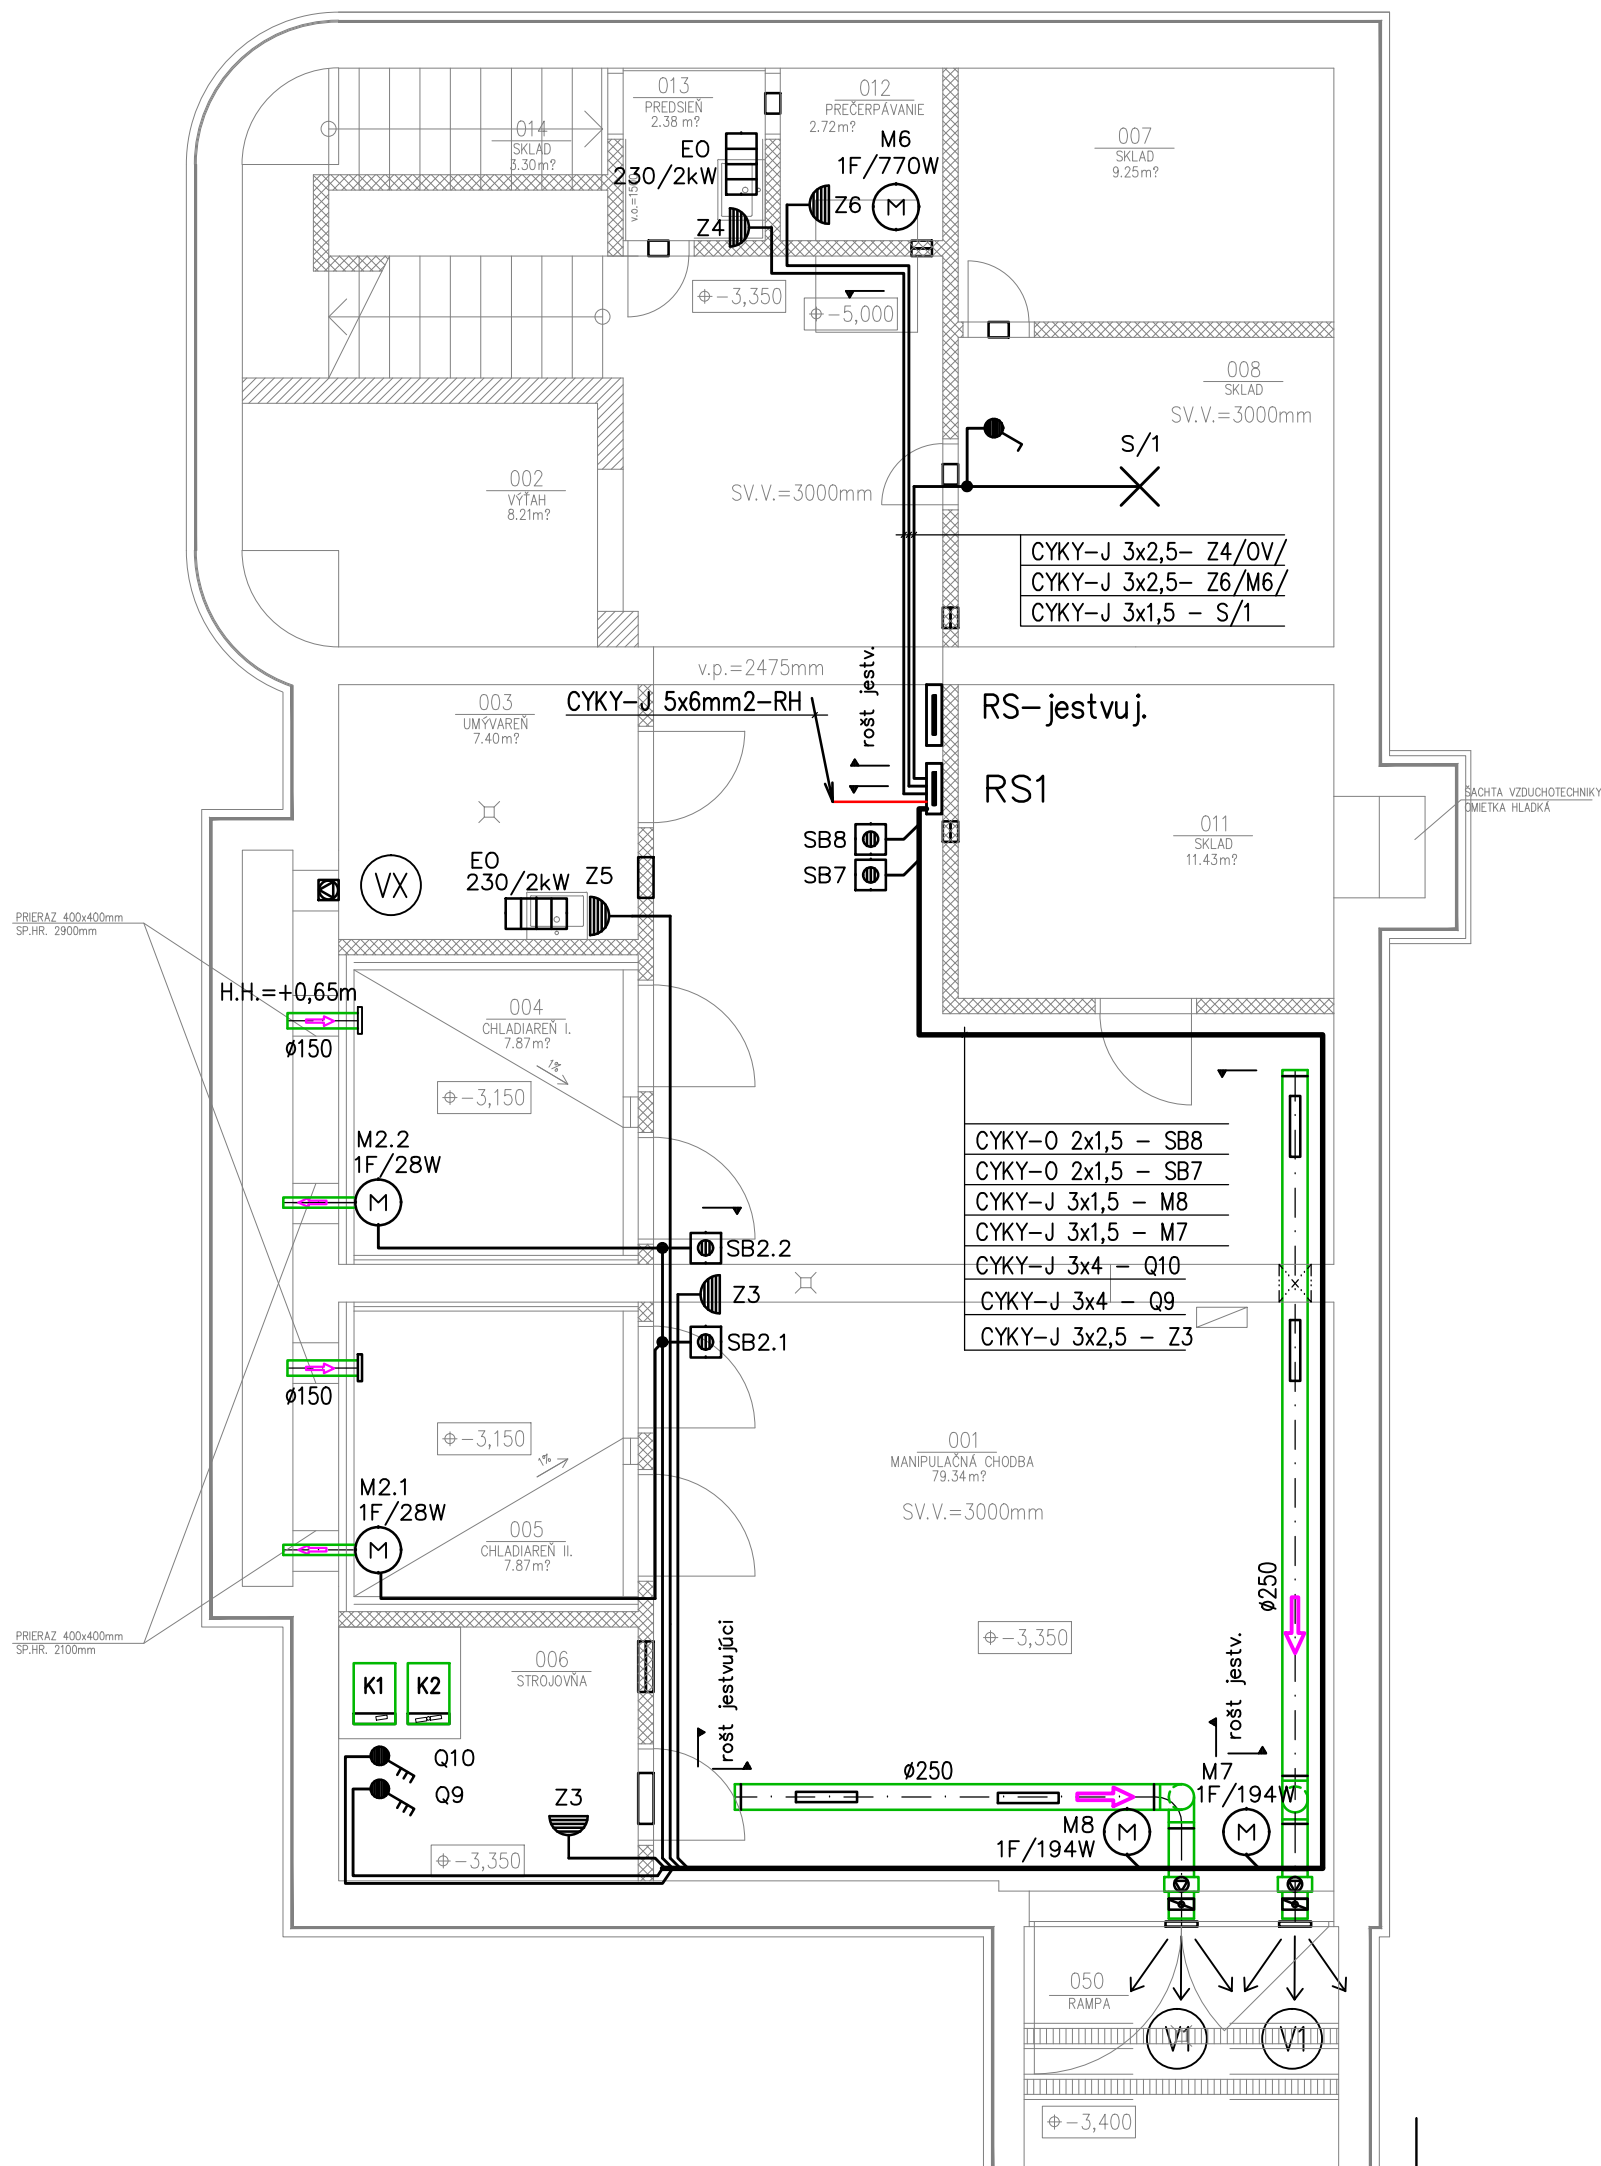 013
PREDSIEŇ
2.38 m?
012
PREČERPÁVANIE
2.72m?
014
SKLAD
3.30m?
007
SKLAD
9.25m?
EO
230/2kW
v.o.=15
M6
1F/770W
M
Z6
Z4
-3,350
-5,000
008
SKLAD
SV.V.=3000mm
S/1
002
VÝŤAH
8.21m?
SV.V.=3000mm
CYKY-J 3x2,5- Z4/OV/
CYKY-J 3x2,5- Z6/M6/
CYKY-J 3x1,5 - S/1
v.p.=2475mm
rošt jestv.
003
UMÝVAREŇ
7.40m?
CYKY-J 5x6mm2-RH
RS-jestvuj.
RS1
ŠACHTA VZDUCHOTECHNIKY
OMIETKA HLADKÁ
SB8
SB7
011
SKLAD
11.43m?
VX
EO
230/2kW
Z5
PRIERAZ 400x400mm
SP.HR. 2900mm
H.H.=+0,65m
ø150
004
CHLADIAREŇ I.
7.87m?
1%
-3,150
M2.2
1F/28W
M
SB2.2
Z3
SB2.1
CYKY-O 2x1,5 - SB8
CYKY-O 2x1,5 - SB7
CYKY-J 3x1,5 - M8
CYKY-J 3x1,5 - M7
CYKY-J 3x4 - Q10
CYKY-J 3x4 - Q9
CYKY-J 3x2,5 - Z3
ø150
-3,150
1%
M2.1
1F/28W
M
005
CHLADIAREŇ II.
7.87m?
001
MANIPULAČNÁ CHODBA
79.34m?
SV.V.=3000mm
ø250
-3,350
PRIERAZ 400x400mm
SP.HR. 2100mm
006
STROJOVŇA
K1
K2
rošt jestvujúci
rošt jestv.
Q10
Q9
Z3
-3,350
ø250
M7
1F/194W
M8
1F/194W
M
M
050
RAMPA
V1
V1
-3,400